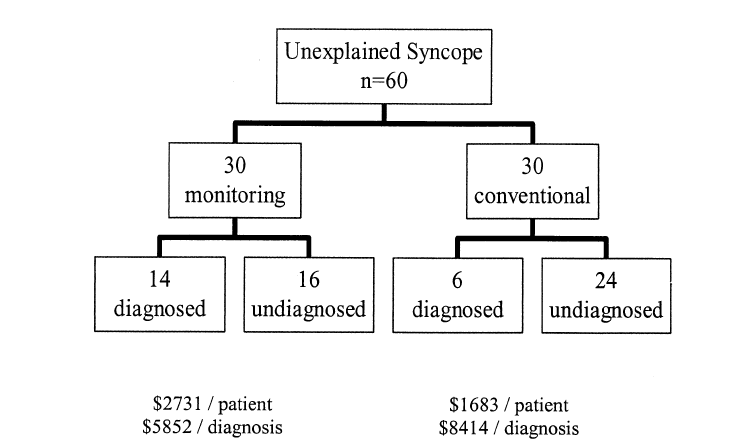 Unexplained Syncope
n=60
30
monitoring
30
conventional
14
diagnosed
16
undiagnosed
6
diagnosed
24
undiagnosed
$2731 / patient
$5852 / diagnosis
$1683 / patient
$8414 / diagnosis